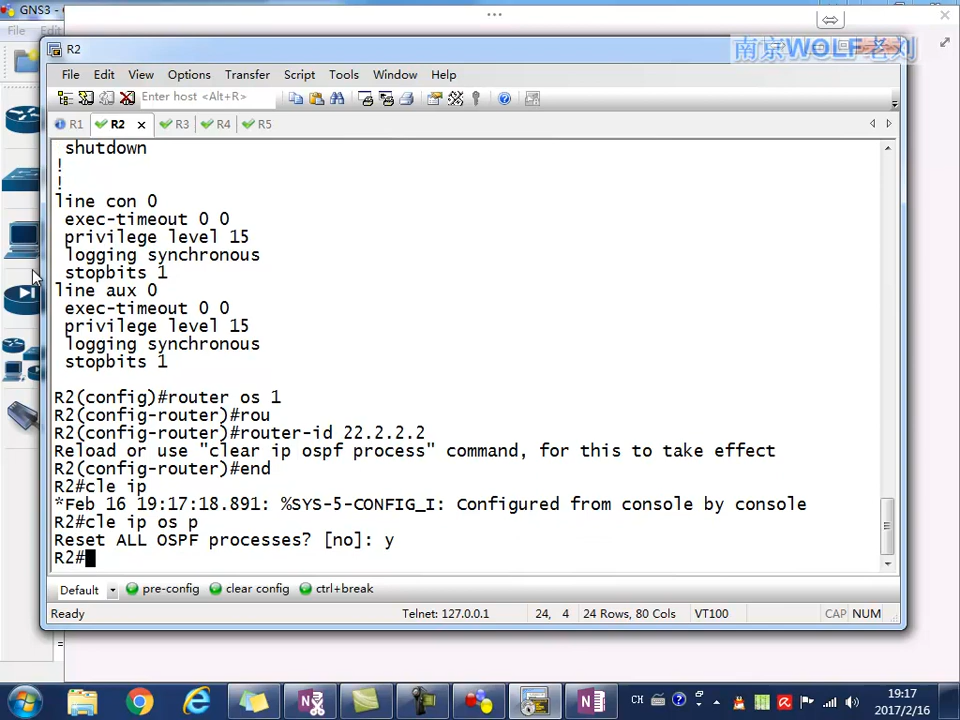 GNS3 -
File Edit
南京WOLF老刘
R2
File Edit View Options Transfer Script Tools Window Help
Enter host <Alt+R>
R1 R2 R3 R4 R5
shutdown
!
!
line con 0
exec-timeout 0 0
privilege level 15
logging synchronous
stopbits 1
line aux 0
exec-timeout 0 0
privilege level 15
logging synchronous
stopbits 1
R2(config)#router os 1
R2(config-router)#rou
R2(config-router)#router-id 22.2.2.2
Reload or use "clear ip ospf process" command, for this to take effect
R2(config-router)#end
R2#cle ip
*Feb 16 19:17:18.891: %SYS-5-CONFIG_I: Configured from console by console
R2#cle ip os p
Reset ALL OSPF processes? [no]: y
R2#
Default pre-config clear config ctrl+break
Ready Telnet: 127.0.0.1 24, 4 24 Rows, 80 Cols VT100 CAP NUM
CH 19:17
2017/2/16